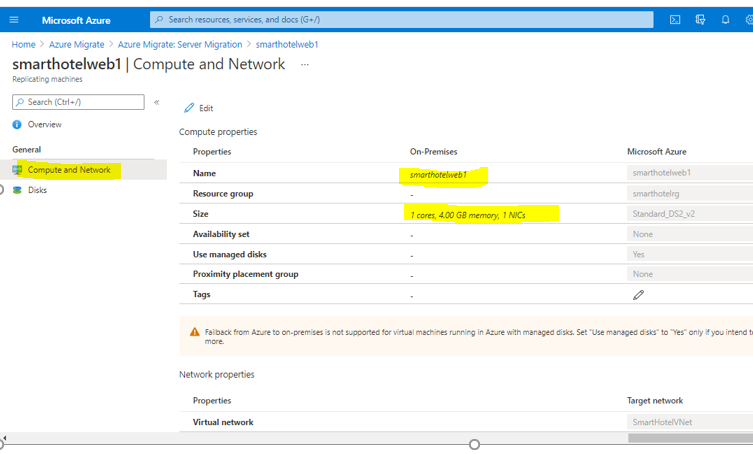 Microsoft Azure
Search resources, services, and docs (G+/)
Home > Azure Migrate > Azure Migrate: Server Migration > smarthotelweb1
smarthotelweb1 | Compute and Network ...
Replicating machines
Search (Ctrl+/) «
Edit
Overview
General
Compute and Network
Disks
Compute properties
Properties On-Premises Microsoft Azure
Name smarthotelweb1 smarthotelweb1
Resource group - smarthotelrg
Size 1 cores, 4.00 GB memory, 1 NICs Standard_DS2_v2
Availability set - None
Use managed disks - Yes
Proximity placement group - None
Tags -
Failback from Azure to on-premises is not supported for virtual machines running in Azure with managed disks. Set "Use managed disks" to "Yes" only if you intend to
more.
Network properties
Properties Target network
Virtual network SmartHotelVNet